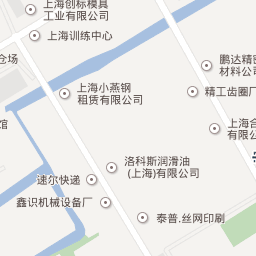 上海创标模具
工业有限公司
上海训练中心
仓场
鹏达精密
材料公司
上海小燕钢
租赁有限公司
精工齿圈厂
馆
上海合
有限公
洛科斯润滑油
(上海)有限公司
速尔快递
鑫识机械设备厂
泰普.丝网印刷